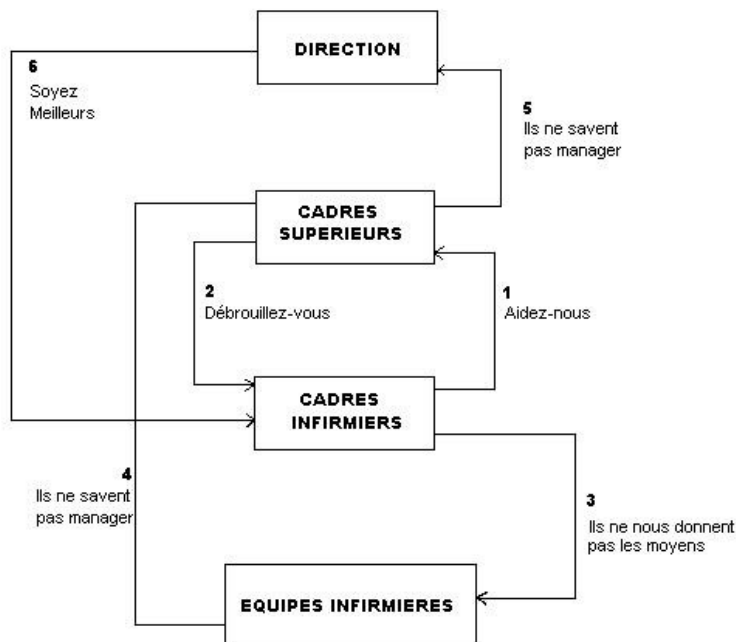 DIRECTION
6
Soyez
Meilleurs
5
Ils ne savent
pas manager
CADRES
SUPERIEURS
2
Débrouillez-vous
1
Aidez-nous
CADRES
INFIRMIERS
4
Ils ne savent
pas manager
3
Ils ne nous donnent
pas les moyens
EQUIPES INFIRMIERES